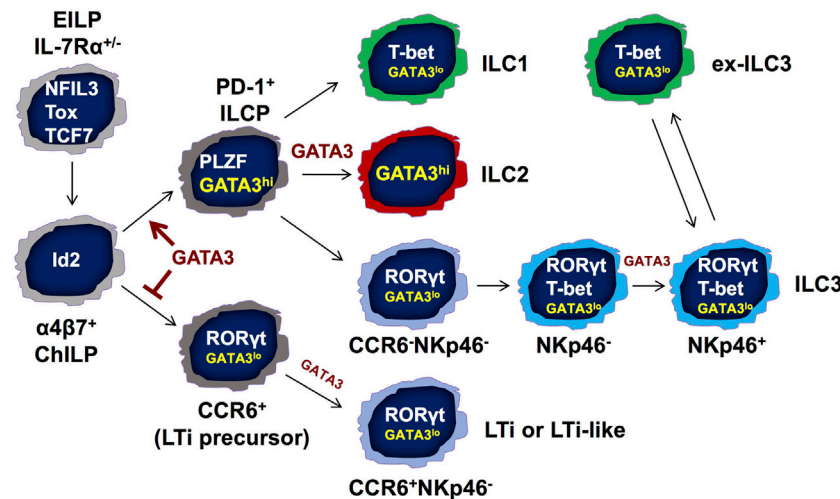 EILP
IL-7Rα+/-
NFIL3
Tox
TCF7
Id2
α4β7+
ChILP
GATA3
PD-1+
ILCP
PLZF
GATA3hi
RORγt
GATA3lo
CCR6+
(LTi precursor)
T-bet
GATA3lo
ILC1
GATA3
GATA3hi
ILC2
RORγt
GATA3lo
CCR6-NKp46-
GATA3
RORγt
GATA3lo
LTi or LTi-like
CCR6+NKp46-
RORγt
T-bet
GATA3lo
NKp46-
GATA3
T-bet
GATA3lo
ex-ILC3
RORγt
T-bet
GATA3lo
ILC3
NKp46+